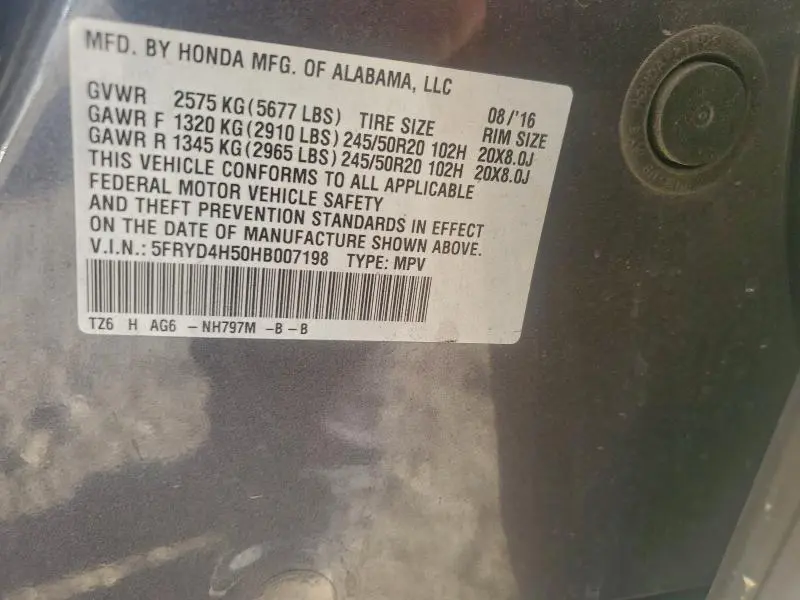 MFD. BY HONDA MFG. OF ALABAMA, LLC
08/'16
GVWR 2575 KG (5677 LBS) TIRE SIZE RIM SIZE
GAWR F 1320 KG (2910 LBS) 245/50R20 102H 20X8.0J
GAWR R 1345 KG (2965 LBS) 245/50R20 102H 20X8.0J
THIS VEHICLE CONFORMS TO ALL APPLICABLE
FEDERAL MOTOR VEHICLE SAFETY
AND THEFT PREVENTION STANDARDS IN EFFECT
ON THE DATE OF MANUFACTURE SHOWN ABOVE.
V.I.N.: 5FRYD4H50HB007198 TYPE: MPV
TZ6 H AG6 -NH797M -B -B